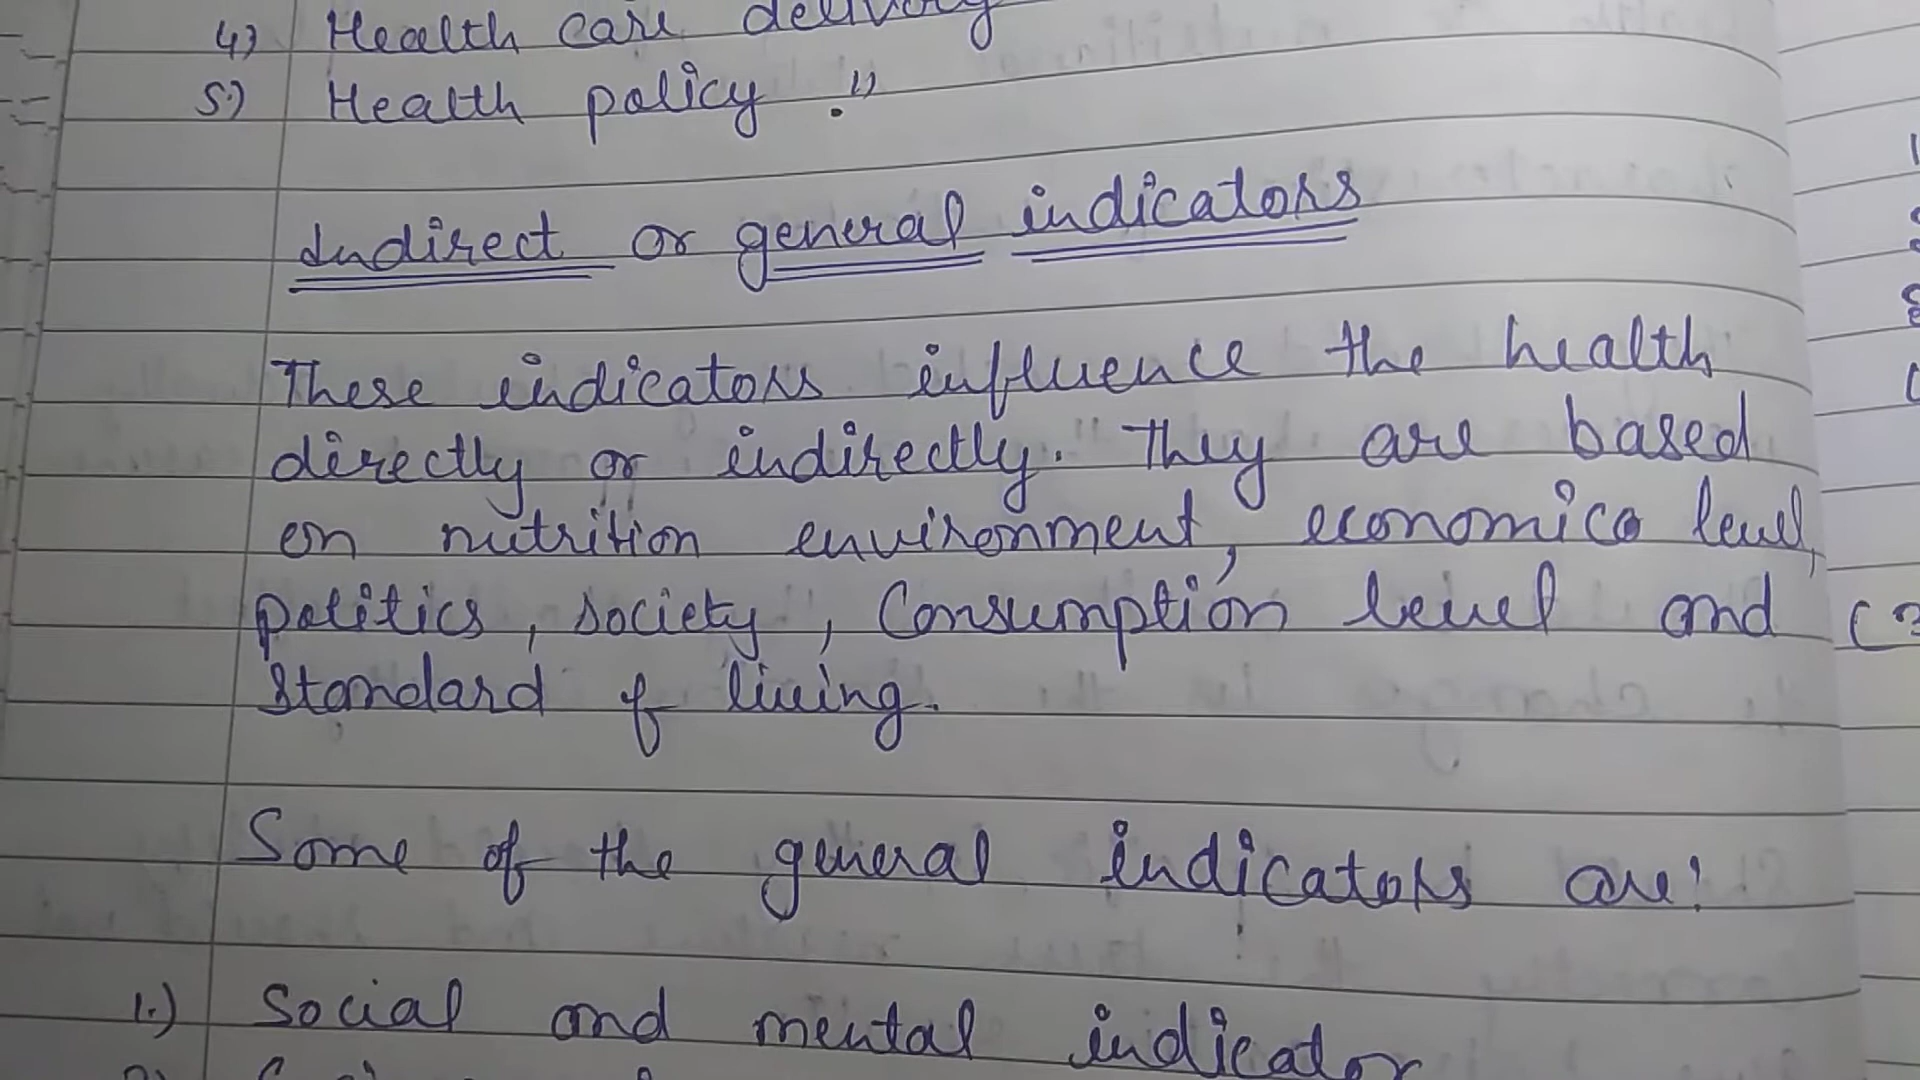 4) Health care delivery
5.) Health policy."
Indirect or general indicators
These indicators influence the health
directly or indirectly. They are based
on nutrition environment, economico level,
politics, society, Consumption level and
standard of living.
Some of the general indicators are:
1.) Social and mental indicator